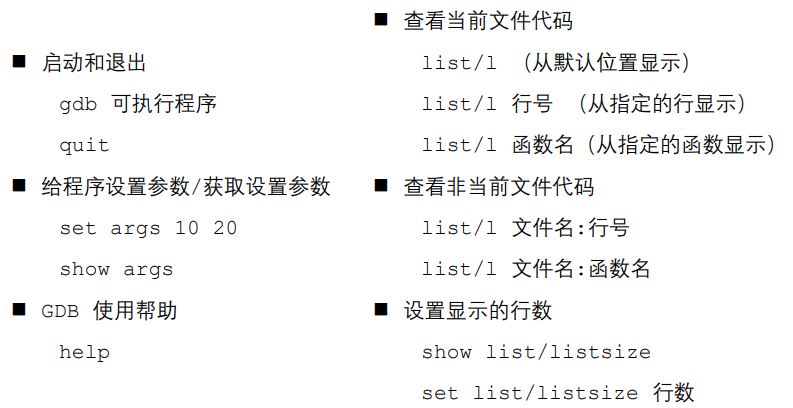 ■ 启动和退出
gdb 可执行程序
quit
■ 给程序设置参数/获取设置参数
set args 10 20
show args
■ GDB 使用帮助
help
■ 查看当前文件代码
list/l （从默认位置显示）
list/l 行号 （从指定的行显示）
list/l 函数名（从指定的函数显示）
■ 查看非当前文件代码
list/l 文件名:行号
list/l 文件名:函数名
■ 设置显示的行数
show list/listsize
set list/listsize 行数